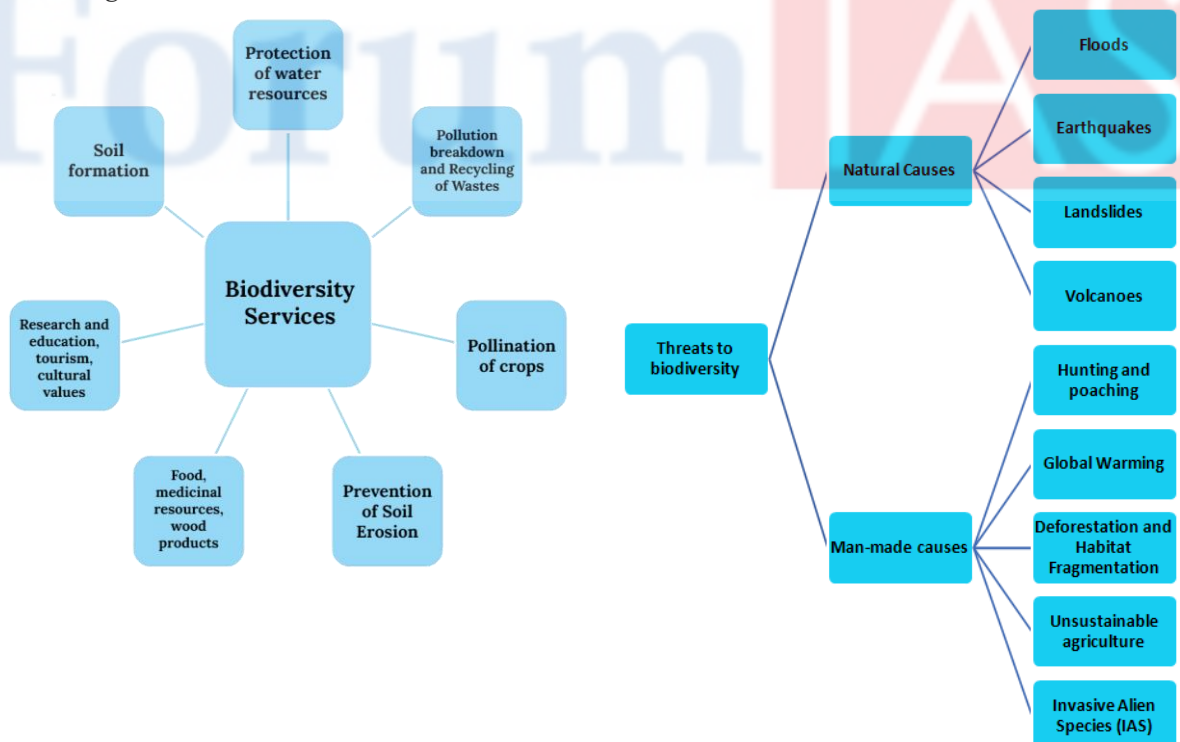 Forum IAS
Protection
of water
resources
Soil
formation
Pollution
breakdown
and Recycling
of Wastes
Biodiversity
Services
Research and
education,
tourism,
cultural
values
Pollination
of crops
Food,
medicinal
resources,
wood
products
Prevention
of Soil
Erosion
Threats to
biodiversity
Natural Causes
Floods
Earthquakes
Landslides
Volcanoes
Man-made causes
Hunting and
poaching
Global Warming
Deforestation and
Habitat
Fragmentation
Unsustainable
agriculture
Invasive Alien
Species (IAS)